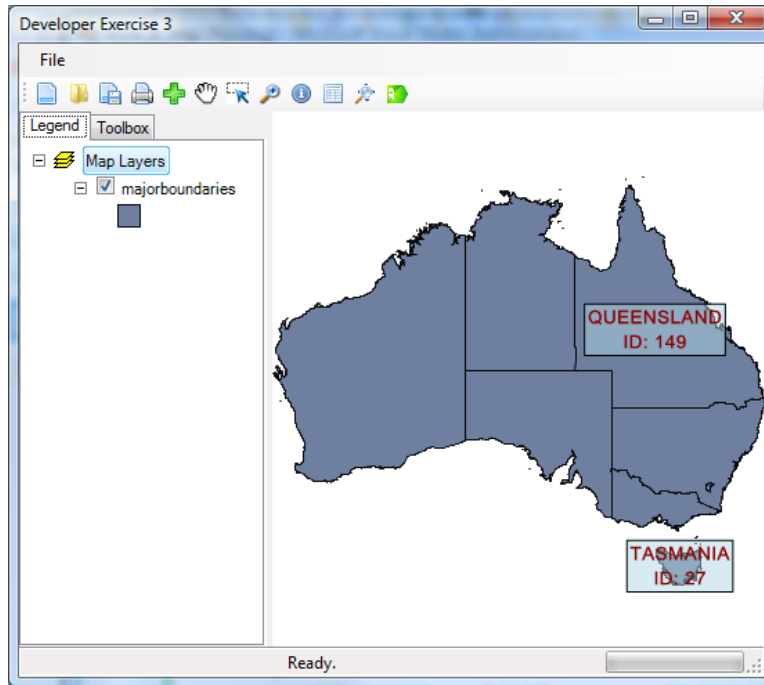 Developer Exercise 3
File
Legend
Toolbox
Map Layers
majorboundaries
QUEENSLAND
ID: 149
TASMANIA
ID: 27
Ready.